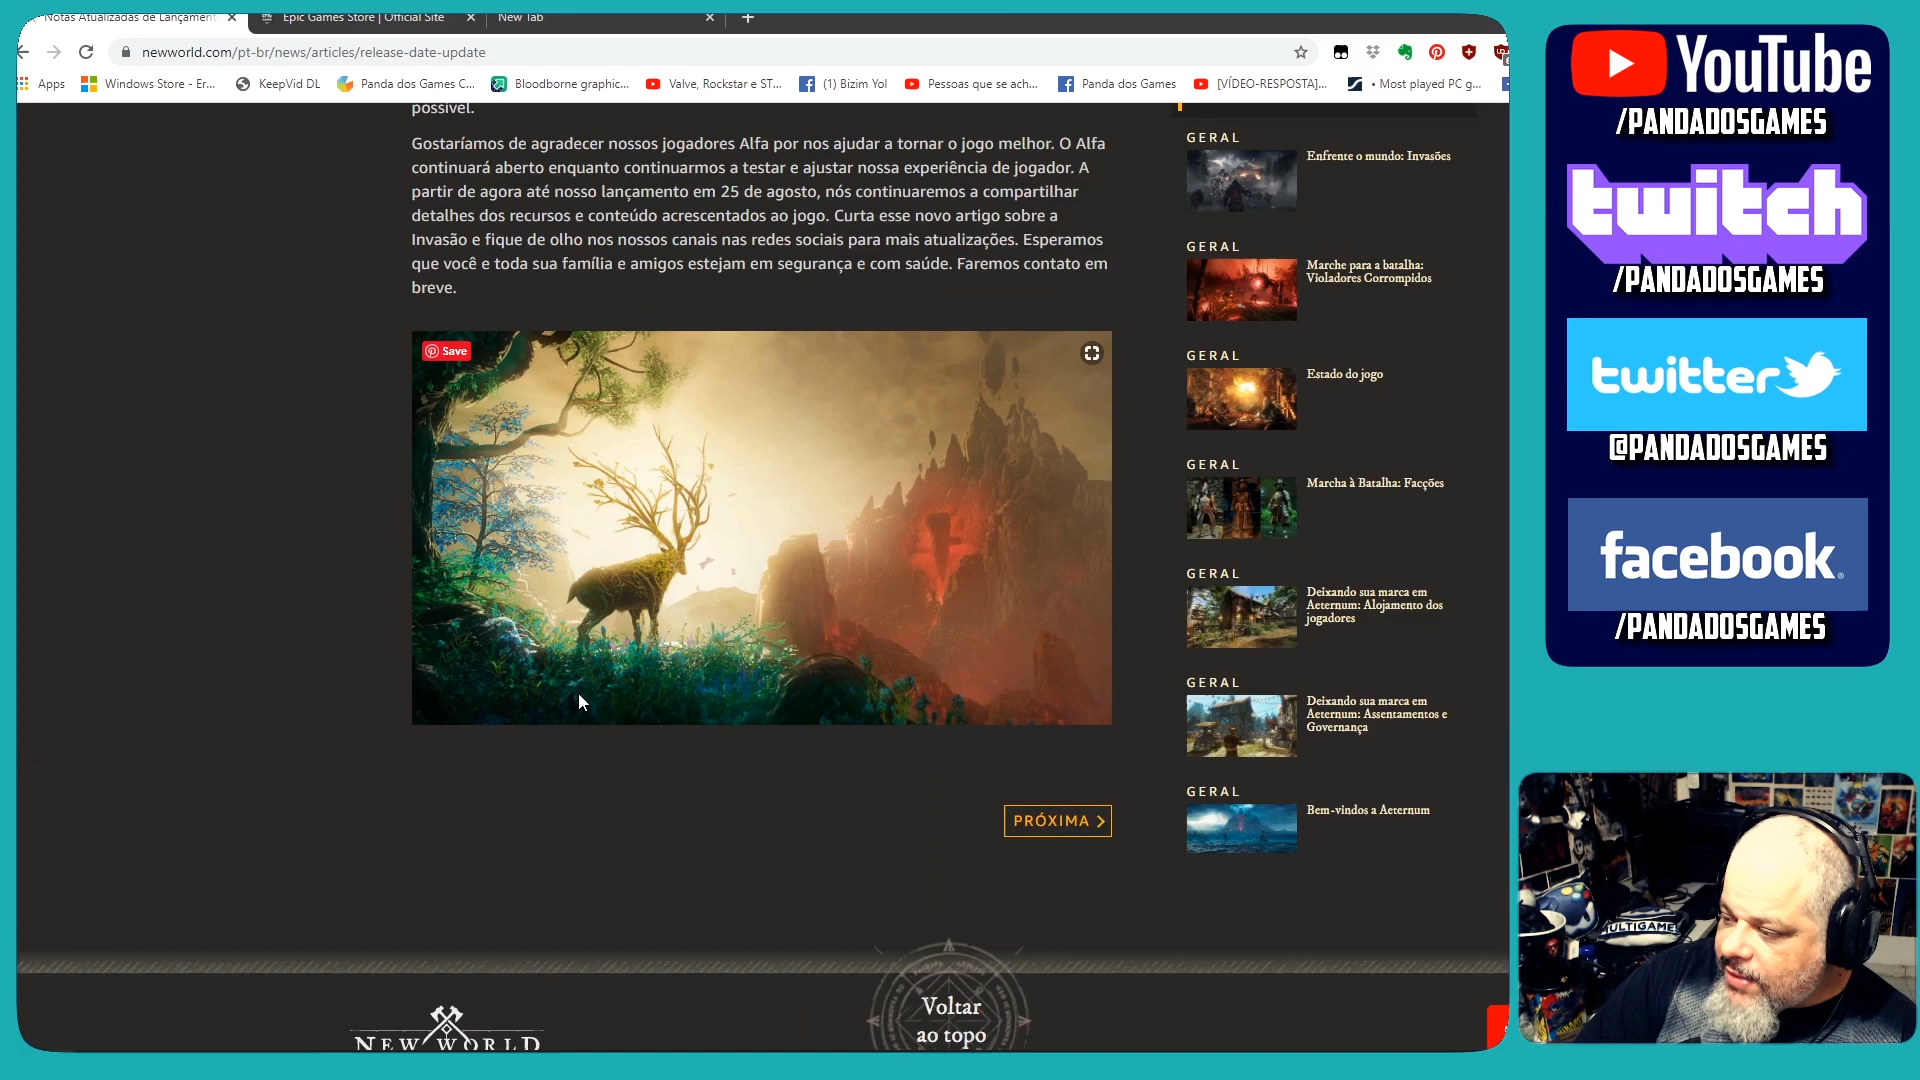 Notas Atualizadas de Lançament
Epic Games Store | Official Site
New Tab
newworld.com/pt-br/news/articles/release-date-update
Apps
Windows Store - Er...
KeepVid DL
Panda dos Games C...
Bloodborne graphic...
Valve, Rockstar e ST...
(1) Bizim Yol
Pessoas que se ach...
Panda dos Games
[VÍDEO-RESPOSTA]...
• Most played PC g...
possível.
Gostaríamos de agradecer nossos jogadores Alfa por nos ajudar a tornar o jogo melhor. O Alfa
continuará aberto enquanto continuarmos a testar e ajustar nossa experiência de jogador. A
partir de agora até nosso lançamento em 25 de agosto, nós continuaremos a compartilhar
detalhes dos recursos e conteúdo acrescentados ao jogo. Curta esse novo artigo sobre a
Invasão e fique de olho nos nossos canais nas redes sociais para mais atualizações. Esperamos
que você e toda sua família e amigos estejam em segurança e com saúde. Faremos contato em
breve.
Save
PRÓXIMA
GERAL
Enfrente o mundo: Invasões
GERAL
Marche para a batalha:
Violadores Corrompidos
GERAL
Estado do jogo
GERAL
Marcha à Batalha: Facções
GERAL
Deixando sua marca em
Aeternum: Alojamento dos
jogadores
GERAL
Deixando sua marca em
Aeternum: Assentamentos e
Governança
GERAL
Bem-vindos a Aeternum
NEW WORLD
Voltar
ao topo
YouTube
/PANDADOSGAMES
twitch
/PANDADOSGAMES
twitter
@PANDADOSGAMES
facebook
/PANDADOSGAMES
MULTIGAME